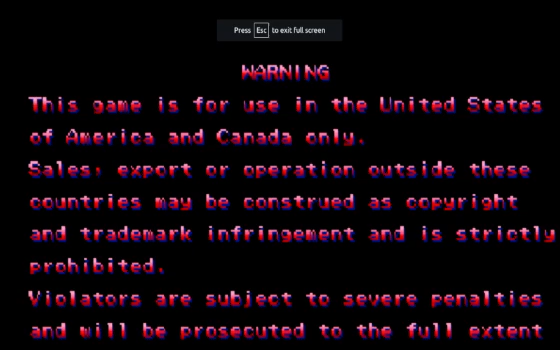 Press Esc to exit full screen
WARNING
This game is for use in the United States
of America and Canada only.
Sales, export or operation outside these
countries may be construed as copyright
and trademark infringement and is strictly
prohibited.
Violators are subject to severe penalties
and will be prosecuted to the full extent